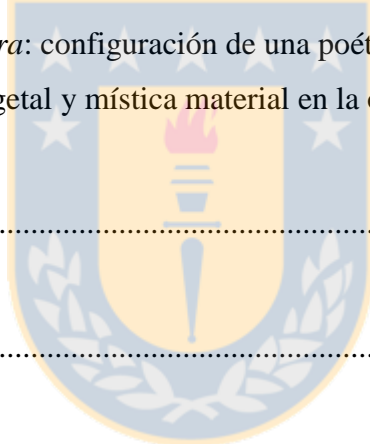 ra: configuración de una poét
getal y mística material en la o
................................................
................................................